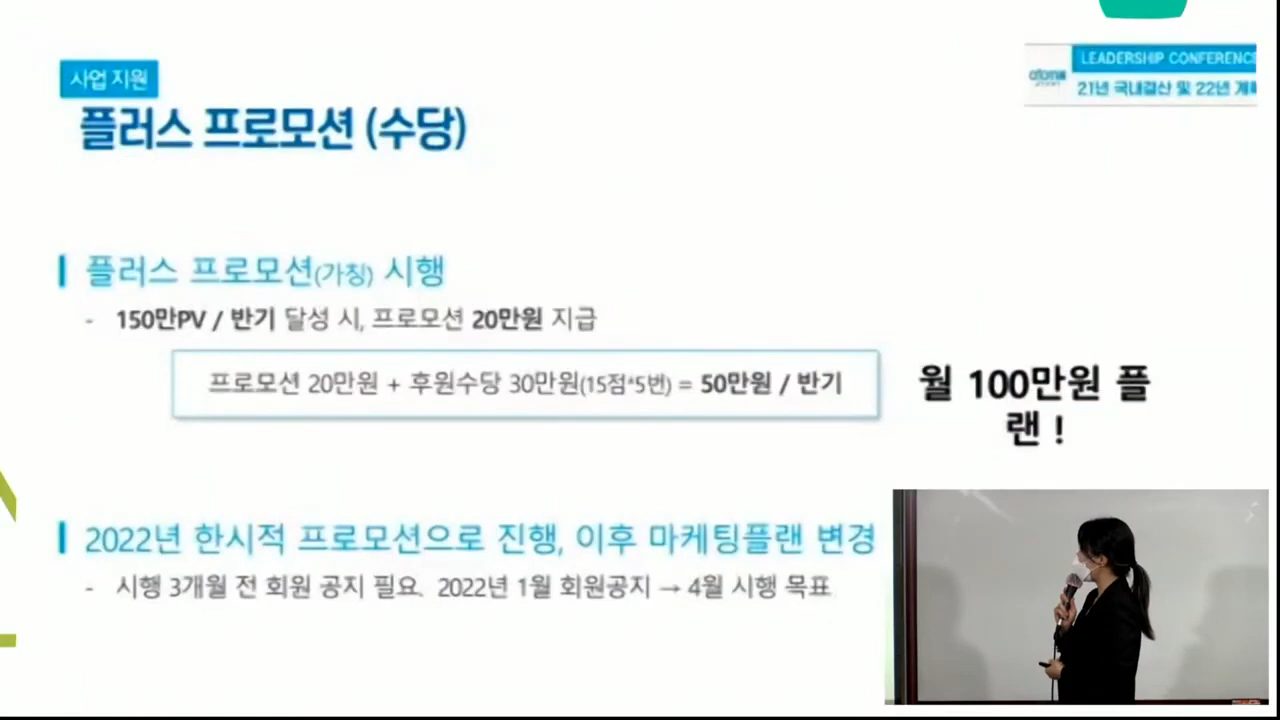 사업 지원
플러스 프로모션 (수당)
LEADERSHIP CONFERENC
21년 국내결산 및 22년 계획
플러스 프로모션(가칭) 시행
- 150만PV / 반기 달성 시, 프로모션 20만원 지급
프로모션 20만원 + 후원수당 30만원(15점*5번) = 50만원 / 반기
월 100만원 플
랜 !
2022년 한시적 프로모션으로 진행, 이후 마케팅플랜 변경
- 시행 3개월 전 회원 공지 필요. 2022년 1월 회원공지 → 4월 시행 목표